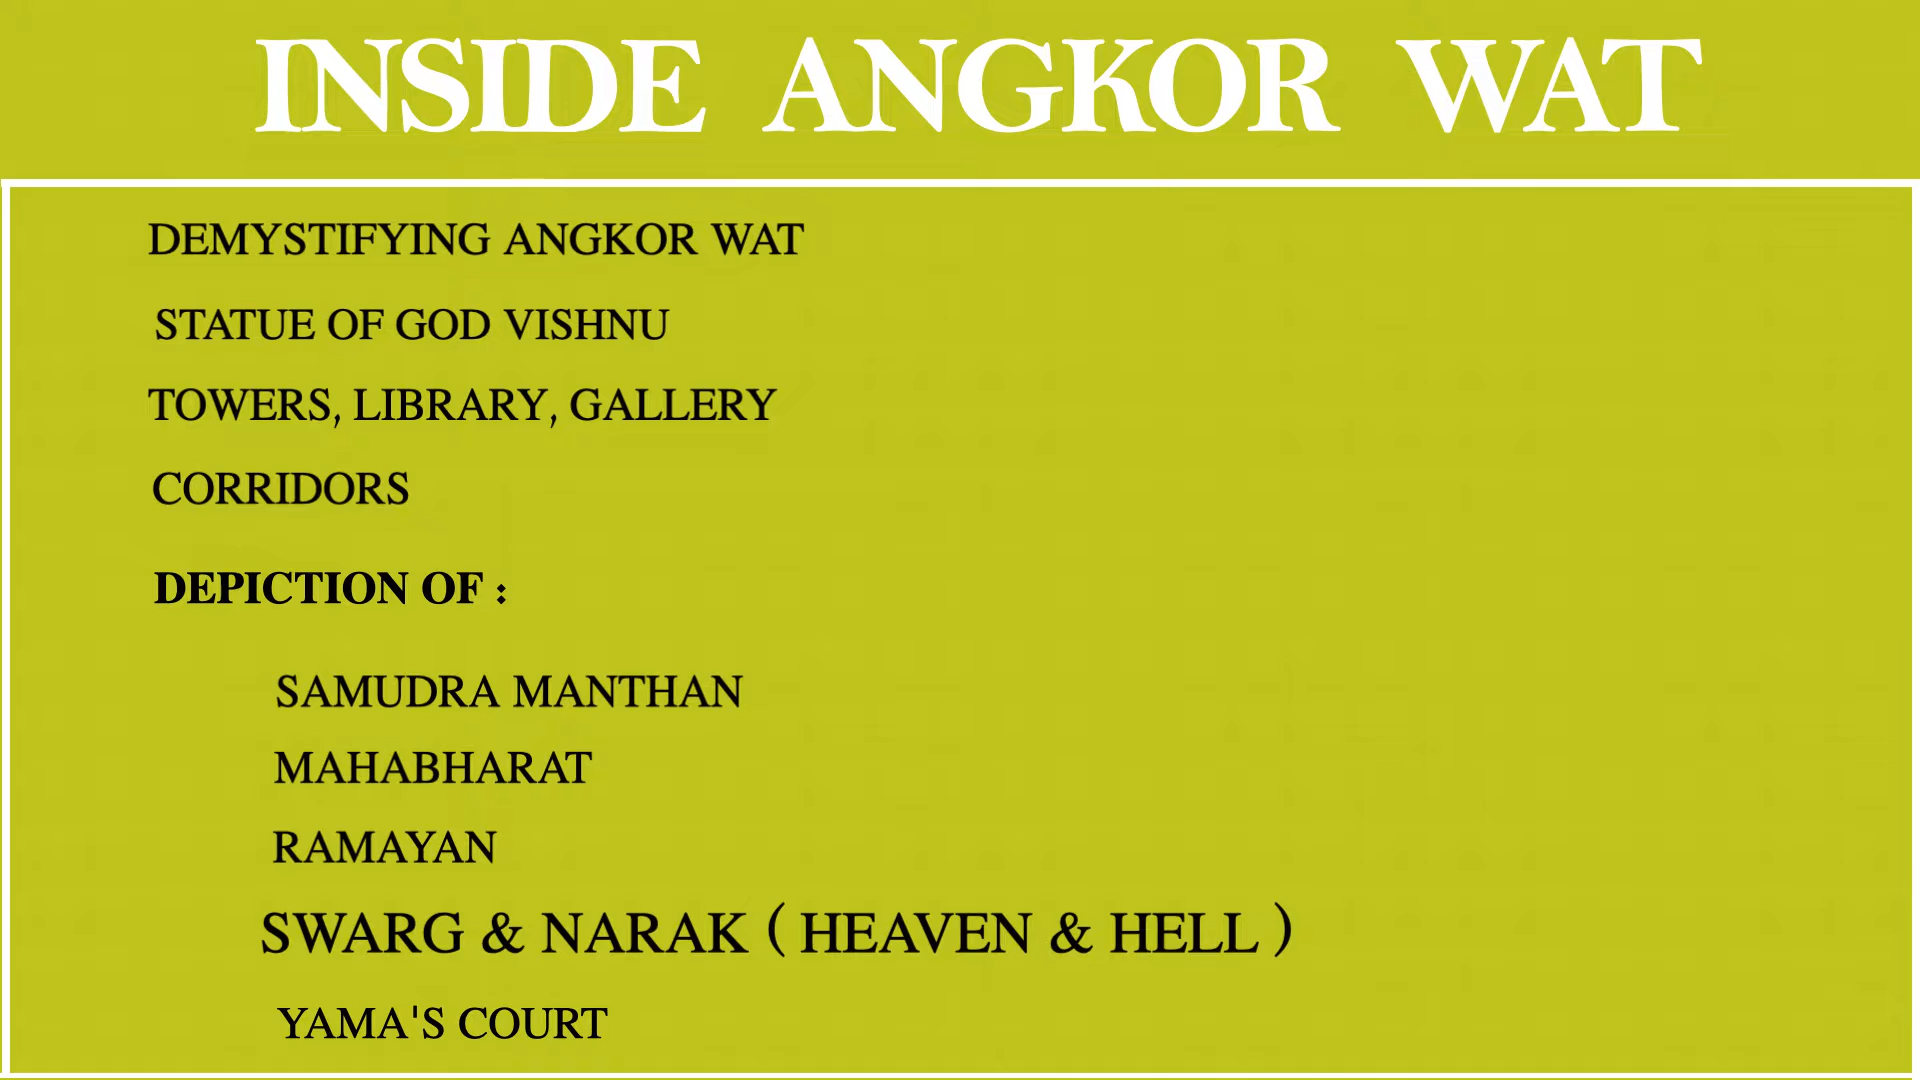 INSIDE ANGKOR WAT
DEMYSTIFYING ANGKOR WAT
STATUE OF GOD VISHNU
TOWERS, LIBRARY, GALLERY
CORRIDORS
DEPICTION OF :
SAMUDRA MANTHAN
MAHABHARAT
RAMAYAN
SWARG & NARAK ( HEAVEN & HELL )
YAMA'S COURT